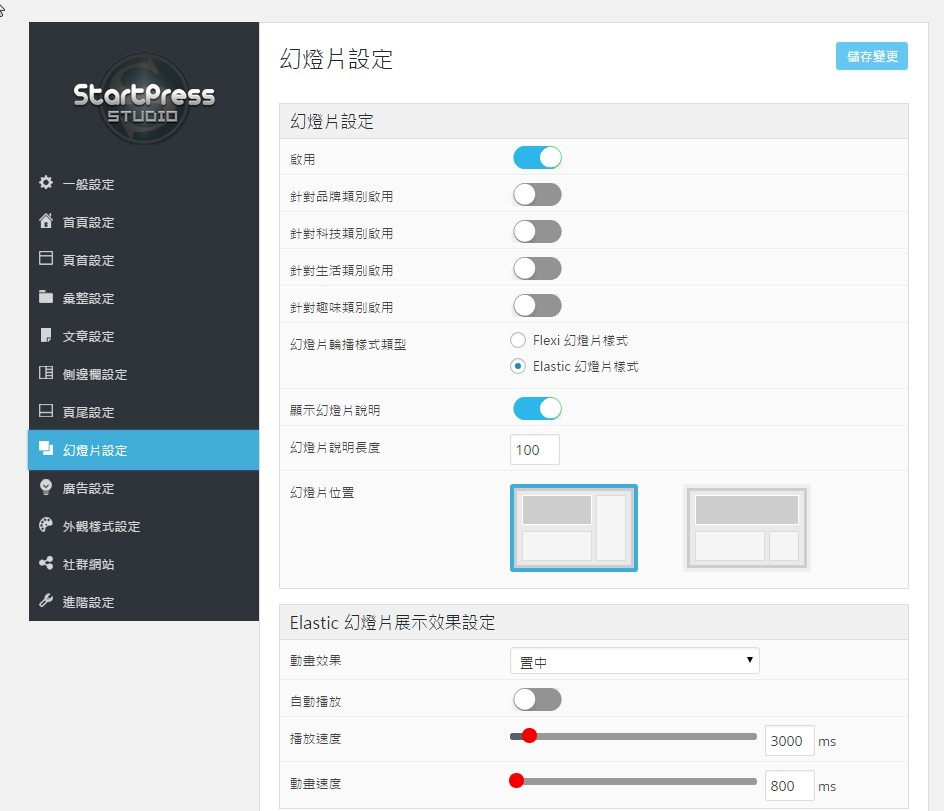 StartPress
STUDIO
一般設定
首頁設定
頁首設定
彙整設定
文章設定
側邊欄設定
頁尾設定
幻燈片設定
廣告設定
外觀樣式設定
社群網站
進階設定
幻燈片設定
儲存變更
幻燈片設定
啟用
針對品牌類別啟用
針對科技類別啟用
針對生活類別啟用
針對趣味類別啟用
幻燈片輪播樣式類型
Flexi 幻燈片樣式
Elastic 幻燈片樣式
顯示幻燈片說明
幻燈片說明長度
100
幻燈片位置
Elastic 幻燈片展示效果設定
動畫效果
置中
自動播放
播放速度
3000 ms
動畫速度
800 ms